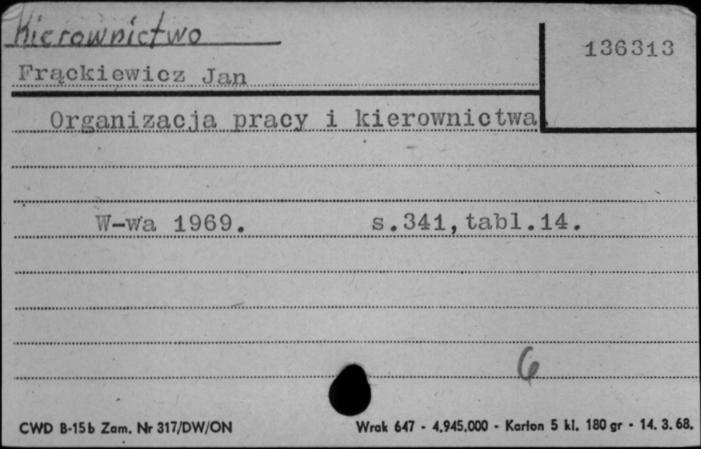 Kierownictwo
136313
Frąckiewicz Jan
Organizacja pracy i kierownictwa.
W-wa 1969. s.341,tabl.14.
6
CWD B-15b Zam. Nr 317/DW/ON Wrak 647 - 4.945.000 - Karton 5 kl. 180 gr - 14. 3. 68.